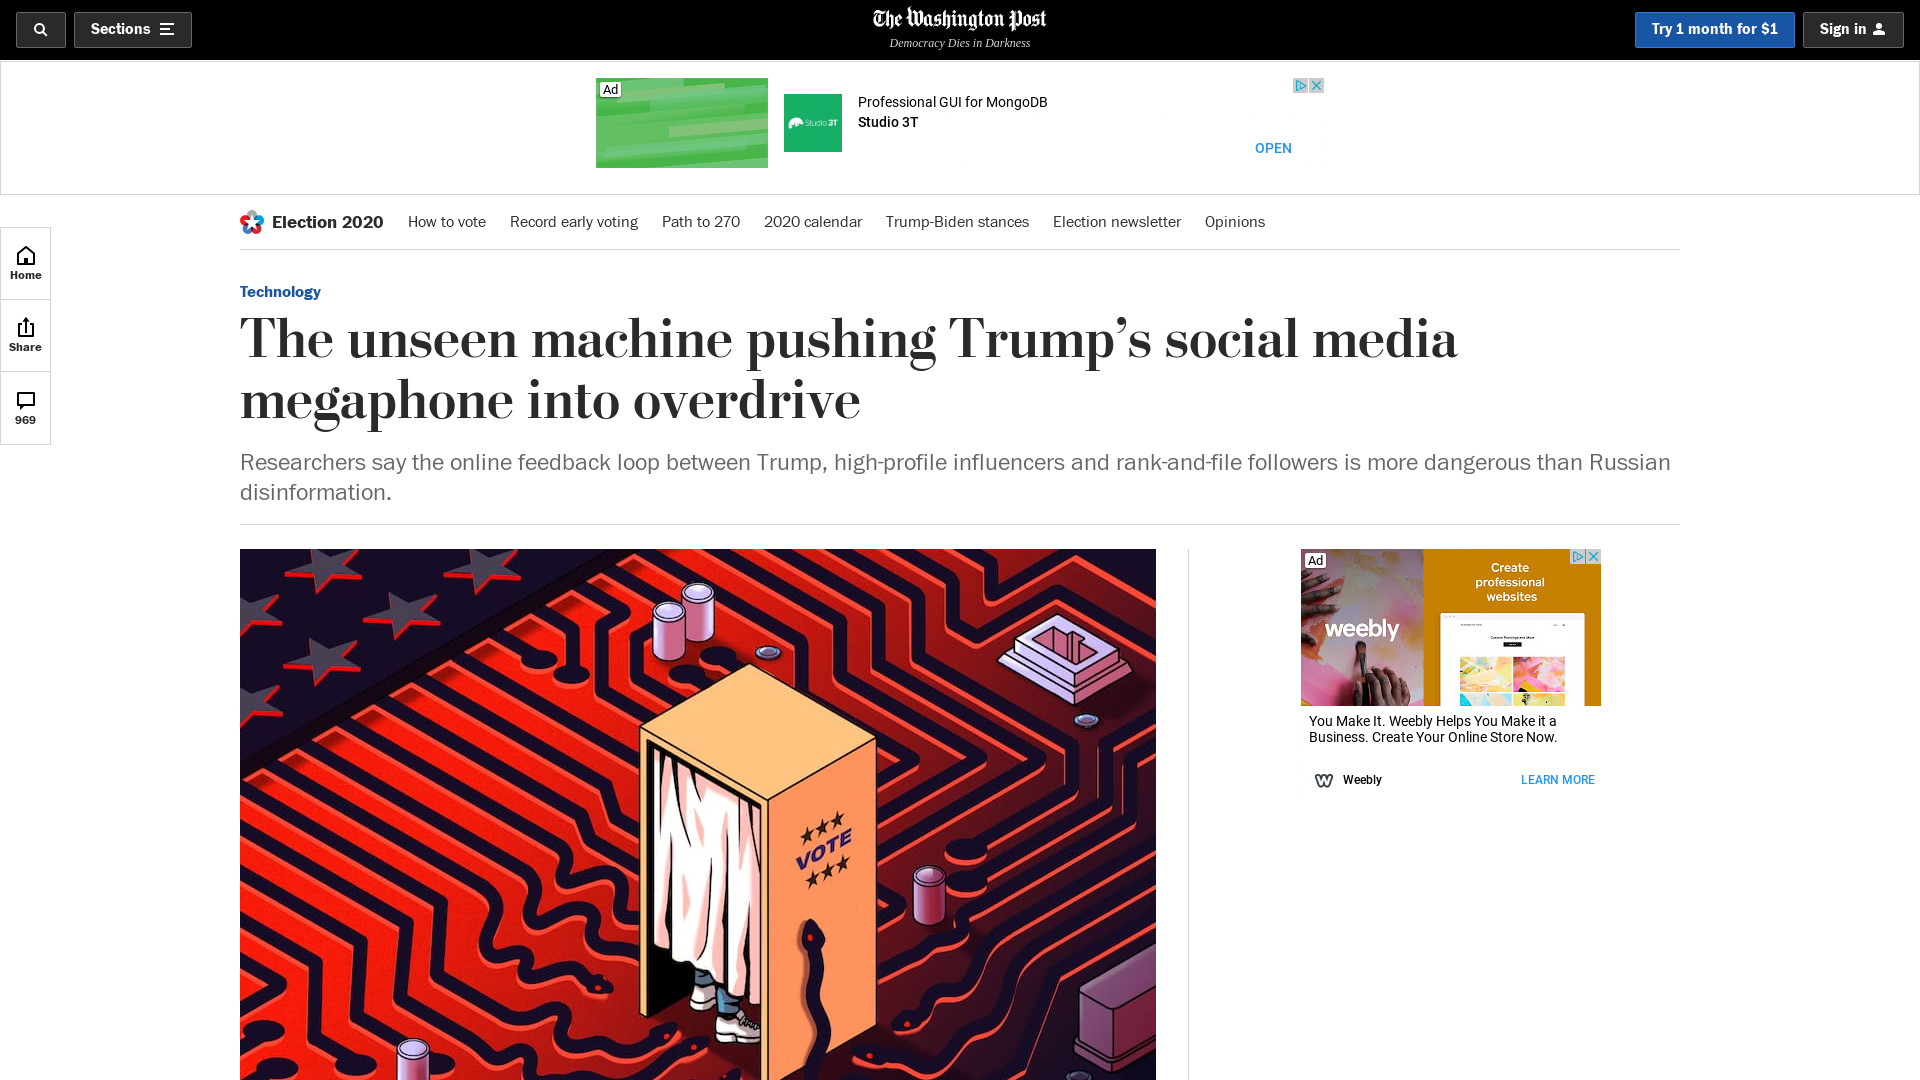 Sections
The Washington Post
Democracy Dies in Darkness
Try 1 month for $1
Sign in
Ad
Studio 3T
Professional GUI for MongoDB
Studio 3T
OPEN
Election 2020
How to vote
Record early voting
Path to 270
2020 calendar
Trump-Biden stances
Election newsletter
Opinions
Home
Share
969
Technology
The unseen machine pushing Trump’s social media
megaphone into overdrive
Researchers say the online feedback loop between Trump, high-profile influencers and rank-and-file followers is more dangerous than Russian
disinformation.
VOTE
Ad
Create
professional
websites
weebly
You Make It. Weebly Helps You Make it a
Business. Create Your Online Store Now.
Weebly
LEARN MORE